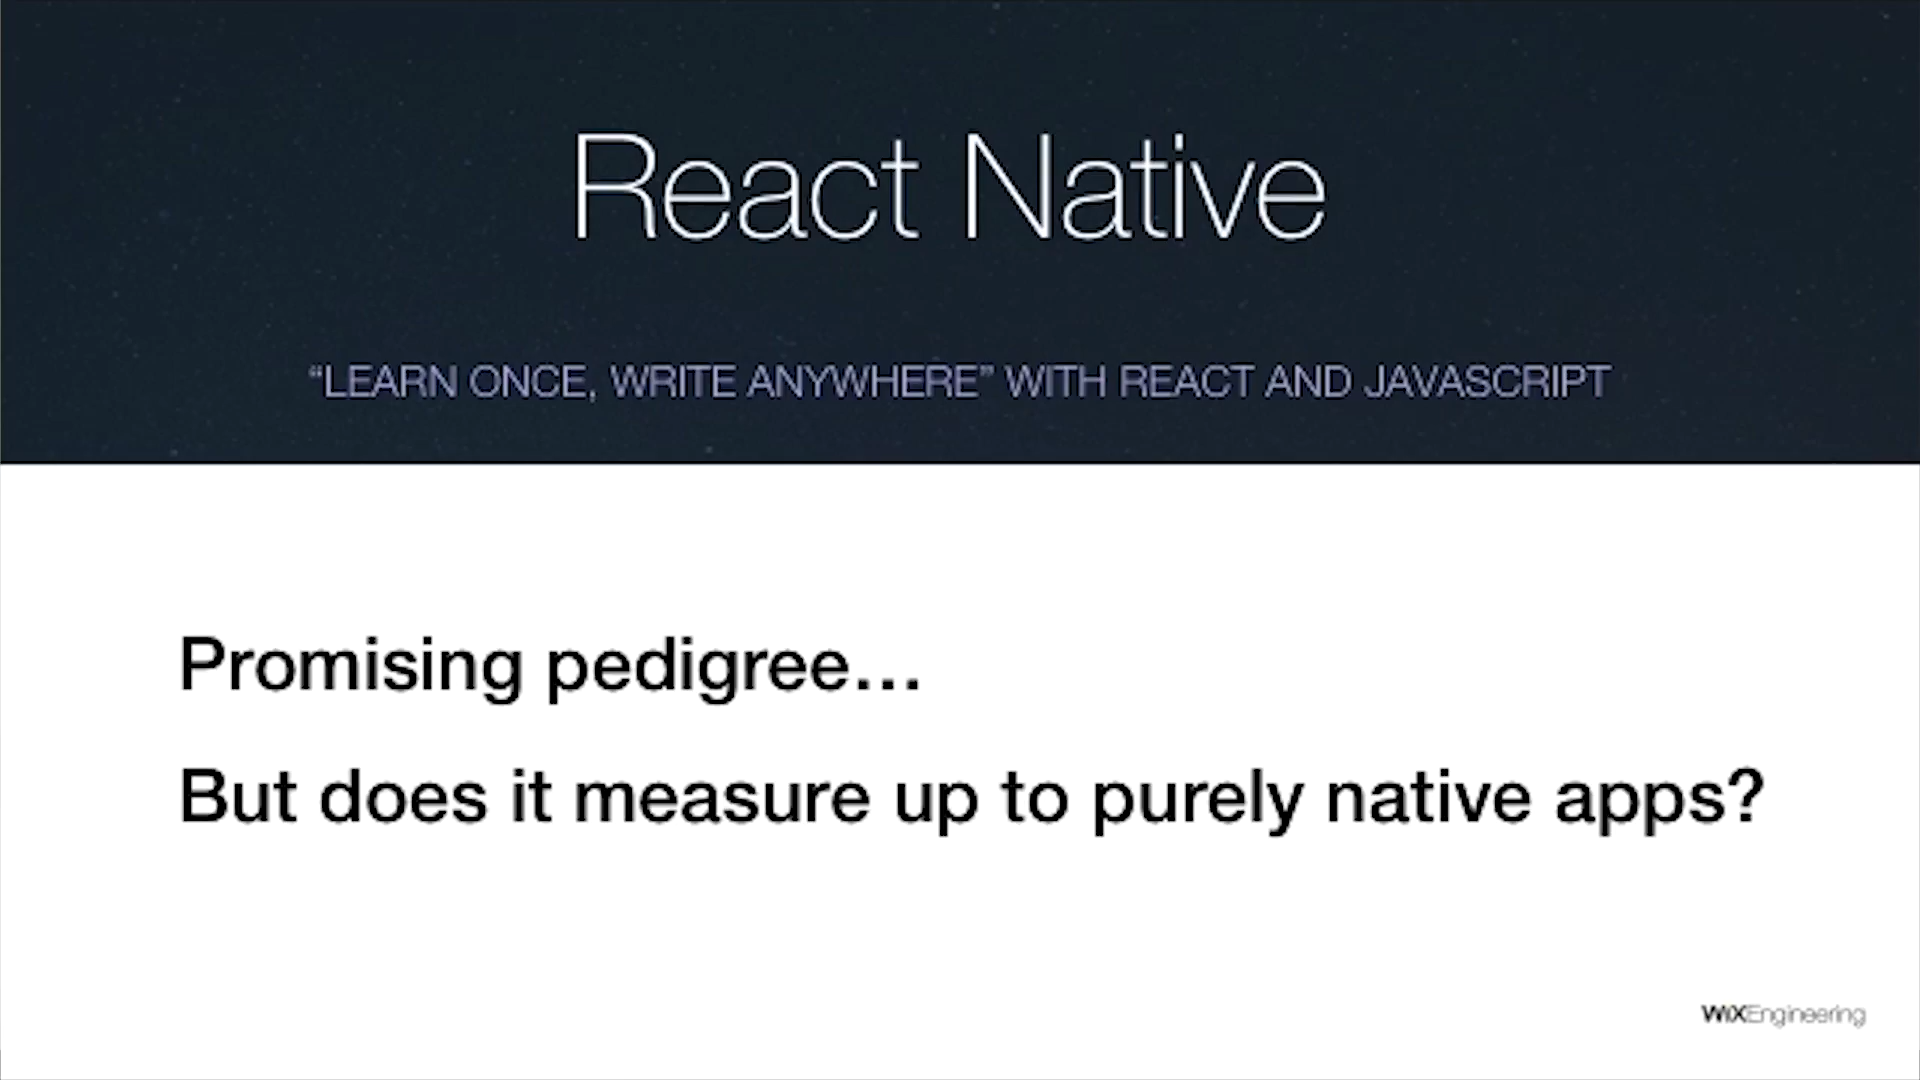 React Native
“LEARN ONCE, WRITE ANYWHERE” WITH REACT AND JAVASCRIPT
Promising pedigree...
But does it measure up to purely native apps?
WiXEngineering